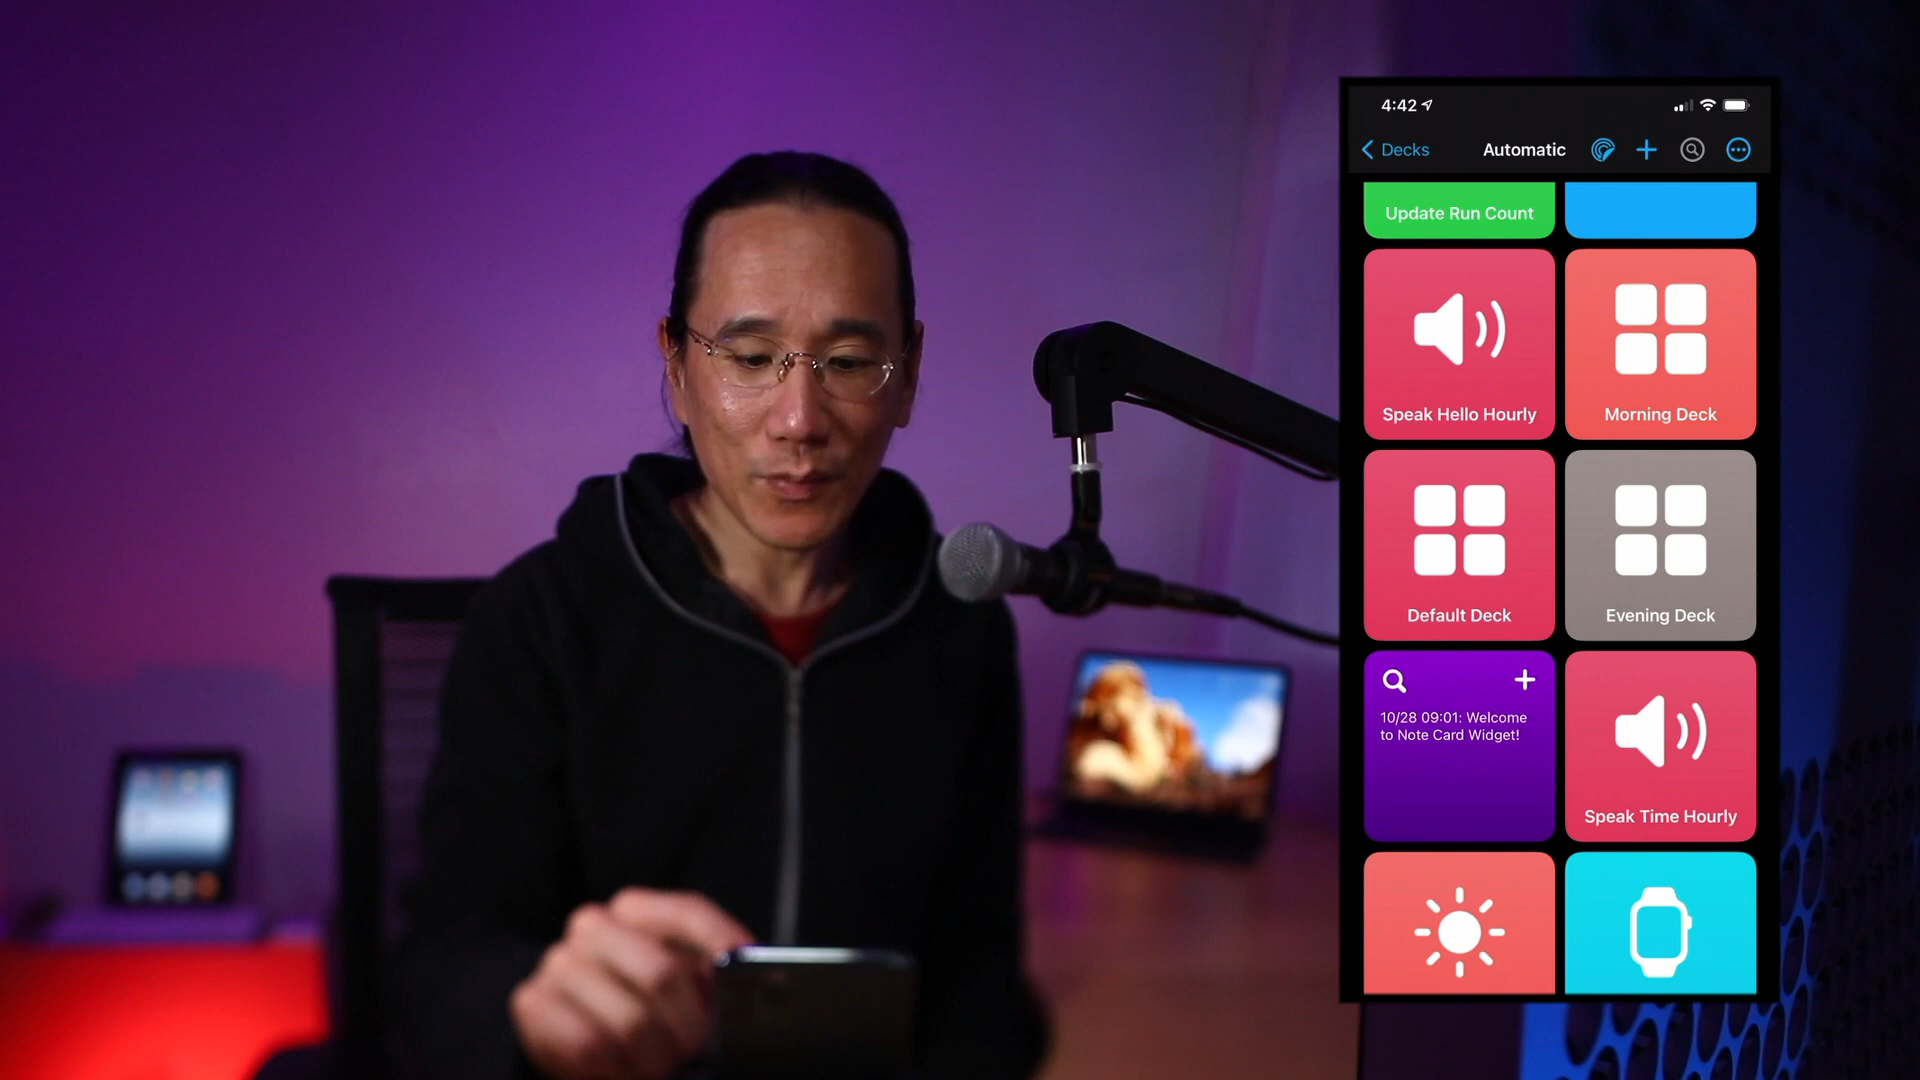 4:42
Decks
Automatic
Update Run Count
Speak Hello Hourly
Morning Deck
Default Deck
Evening Deck
10/28 09:01: Welcome
to Note Card Widget!
Speak Time Hourly